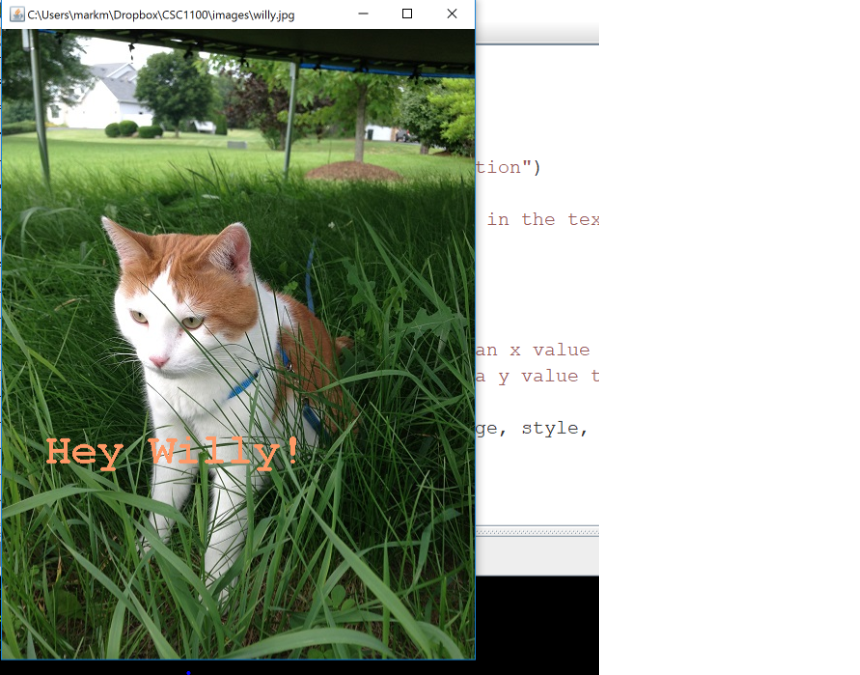 C:\Users\markm\Dropbox\CSC1100\images\willy.jpg
tion")
in the tex
an x value
a y value t
ge, style,
Hey Willy!